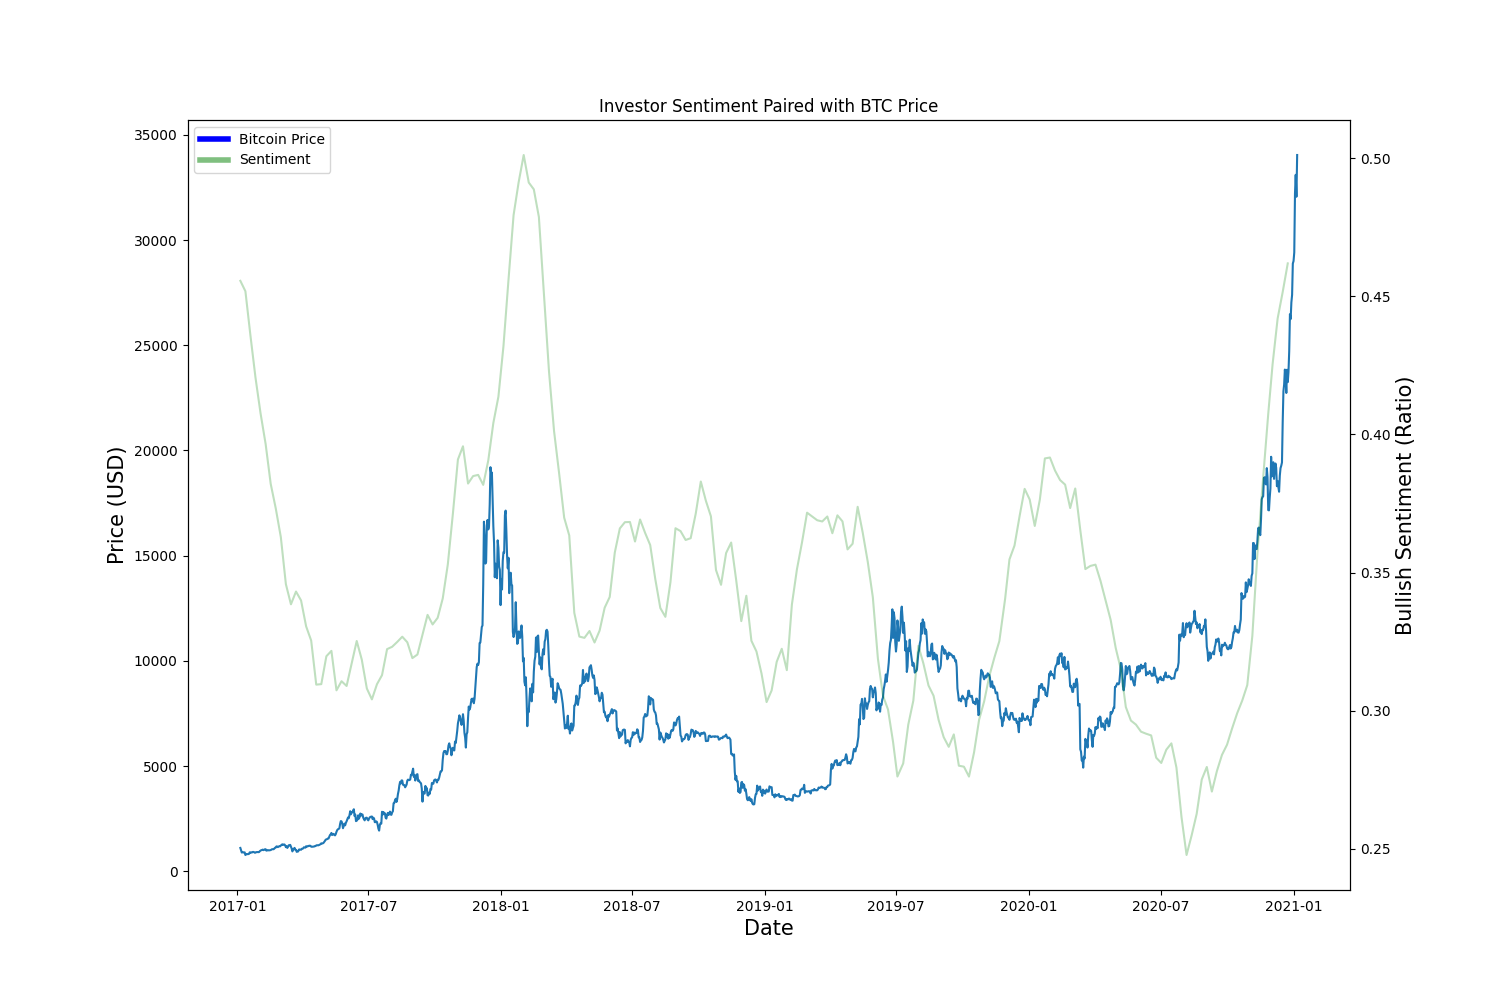 Investor Sentiment Paired with BTC Price
Bitcoin Price
Sentiment
35000
30000
25000
20000
15000
10000
5000
0
Price (USD)
0.50
0.45
0.40
0.35
0.30
0.25
Bullish Sentiment (Ratio)
2017-01 2017-07 2018-01 2018-07 2019-01 2019-07 2020-01 2020-07 2021-01
Date